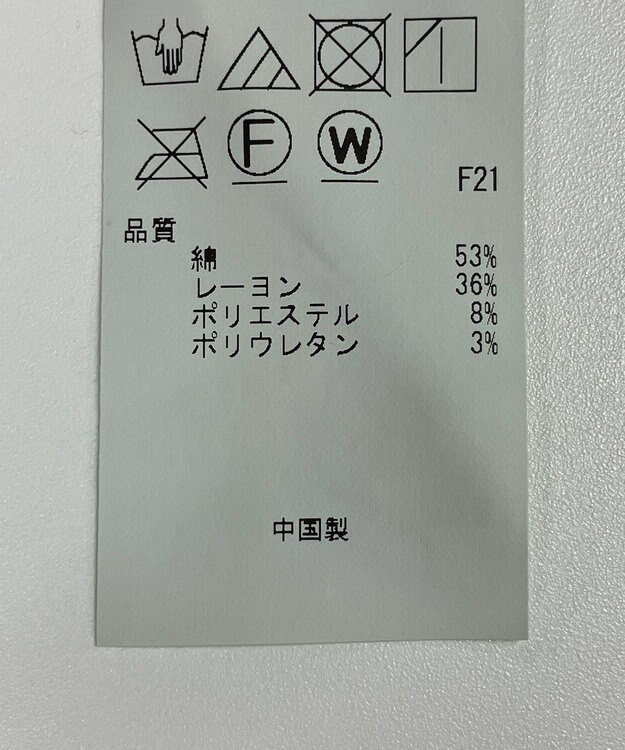 F W
F21
品質
綿 53%
レーヨン 36%
ポリエステル 8%
ポリウレタン 3%
中国製